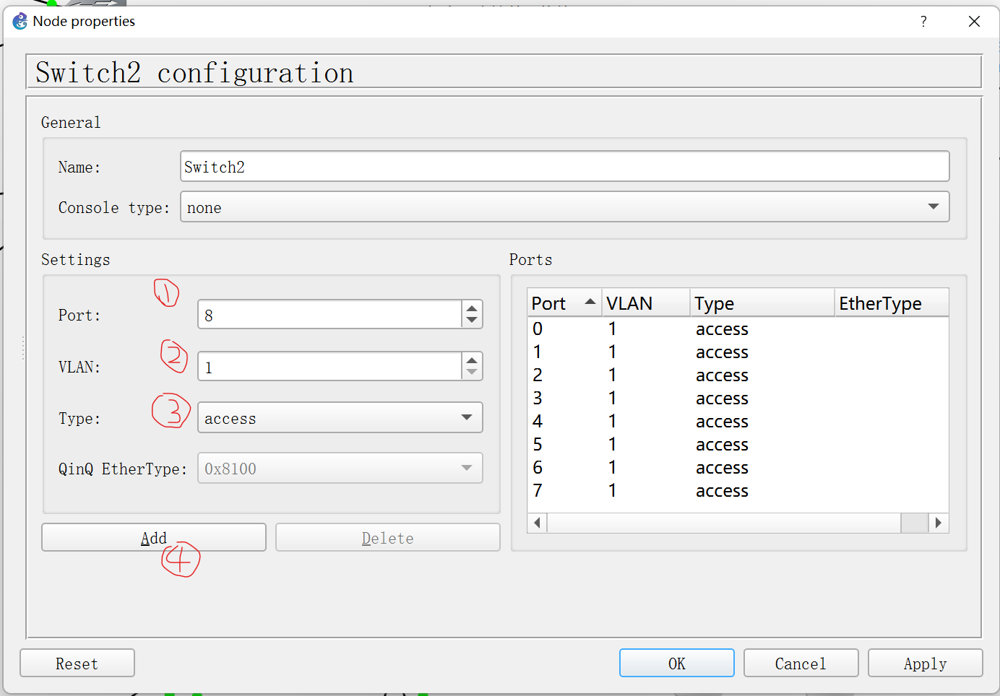 Node properties ?
Switch2 configuration
General
Name: Switch2
Console type: none
Settings
①
Port: 8
②
VLAN: 1
③
Type: access
QinQ EtherType: 0x8100
Add
④
Delete
Ports
Port VLAN Type EtherType
0 1 access
1 1 access
2 1 access
3 1 access
4 1 access
5 1 access
6 1 access
7 1 access
Reset OK Cancel Apply